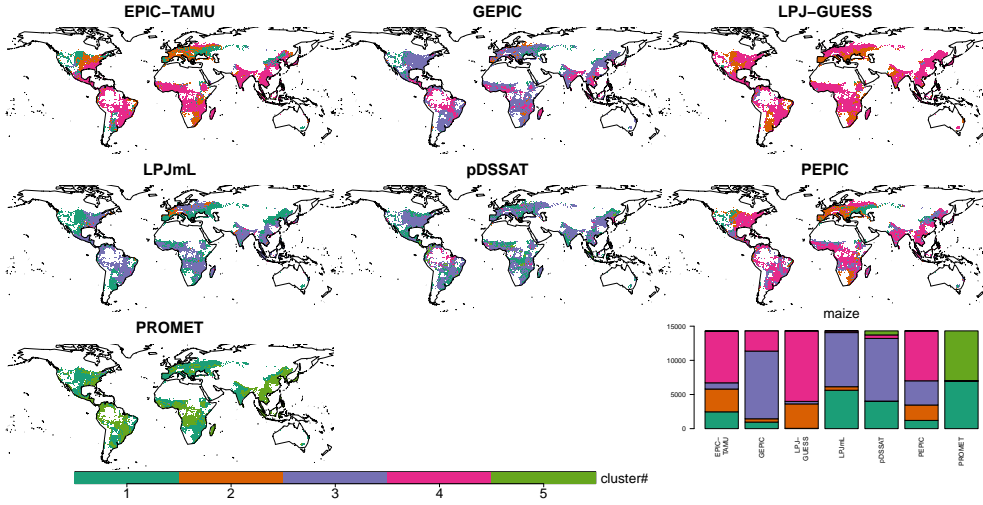 EPIC−TAMU
GEPIC
LPJ−GUESS
LPJmL
pDSSAT
PEPIC
PROMET
maize
15000
10000
5000
0
EPIC−
TAMU
GEPIC
LPJ−
GUESS
LPJmL
pDSSAT
PEPIC
PROMET
cluster#
1 2 3 4 5